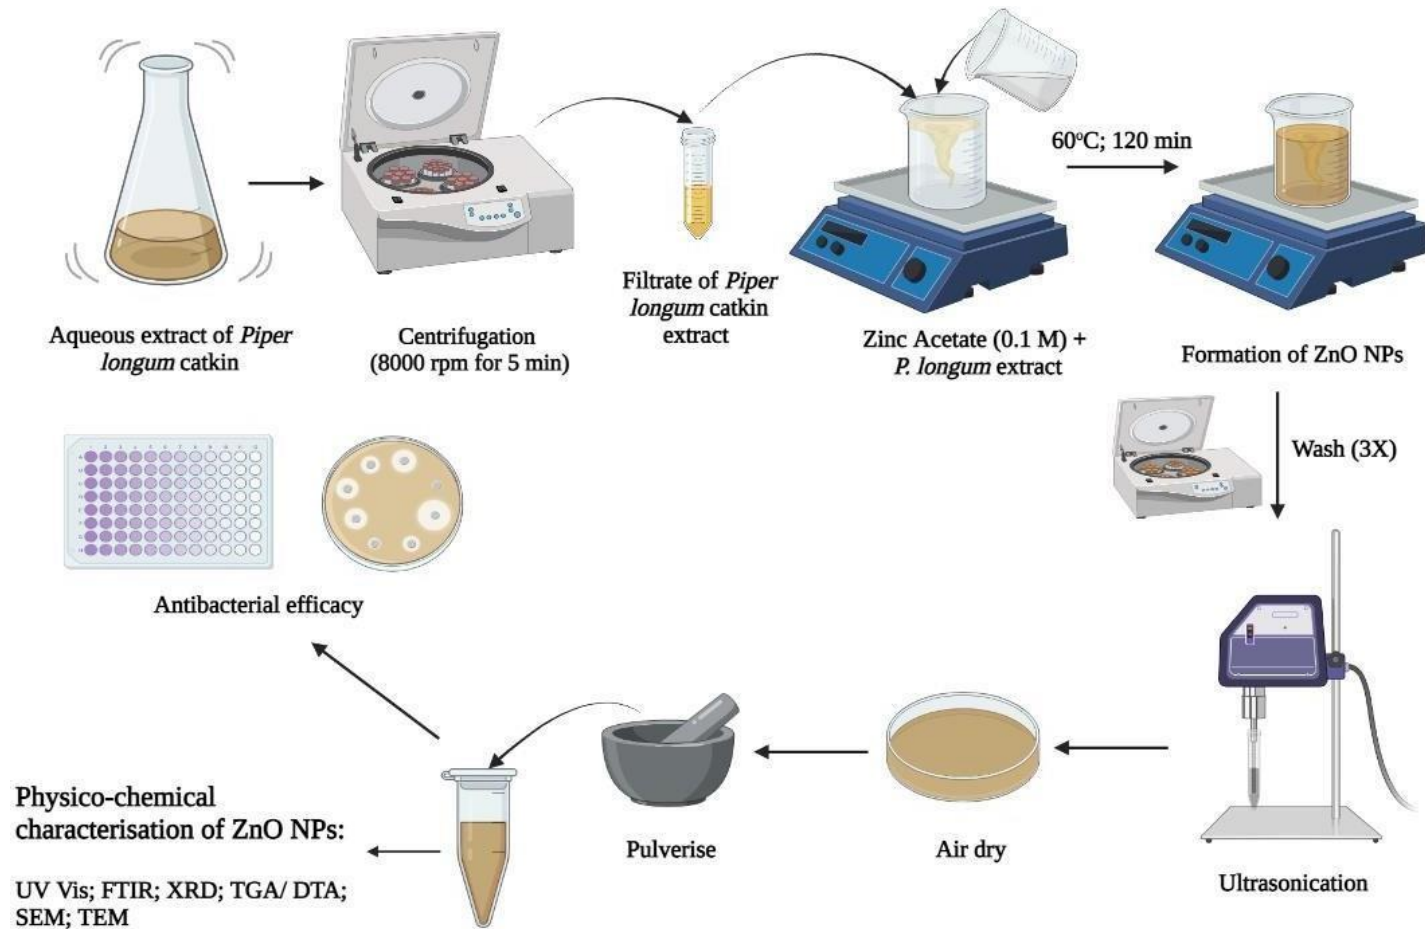 60°C; 120 min
Aqueous extract of Piper
longum catkin
Centrifugation
(8000 rpm for 5 min)
Filtrate of Piper
longum catkin
extract
Zinc Acetate (0.1 M) +
P. longum extract
Formation of ZnO NPs
Wash (3X)
Ultrasonication
Air dry
Pulverise
Antibacterial efficacy
Physico-chemical
characterisation of ZnO NPs:
UV Vis; FTIR; XRD; TGA/ DTA;
SEM; TEM